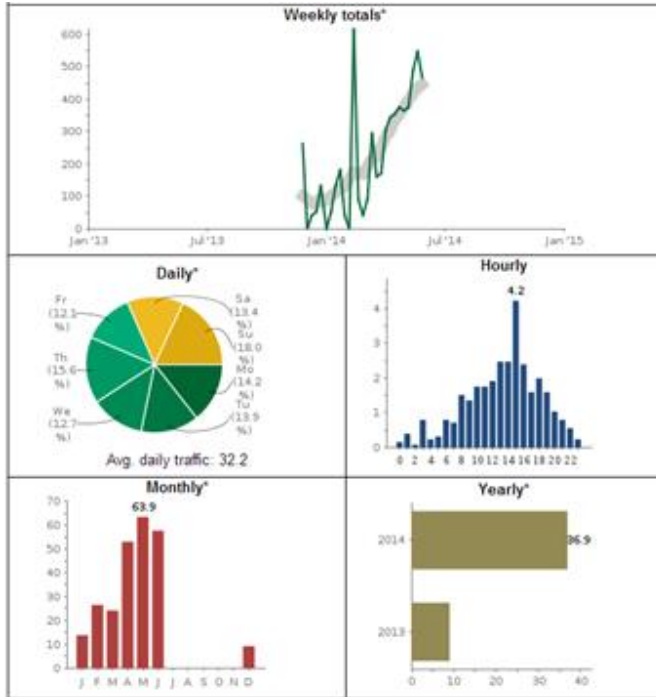 Weekly totals*
600
500
400
300
200
100
0
Jan '13
Jul '13
Jan '14
Jul '14
Jan '15
Daily*
Fr
(12.1
%)
Th
(15.6
%)
We
(12.7
%)
Sa
(13.4
%)
Su
(18.0
%)
Mo
(14.2
%)
Tu
(13.9
%)
Avg. daily traffic: 32.2
Hourly
4.2
4
3
2
1
0
0 2 4 6 8 10 12 14 16 18 20 22
Monthly*
63.9
70
60
50
40
30
20
10
0
J F M A M J J A S O N D
Yearly*
2014
36.9
2013
0 10 20 30 40